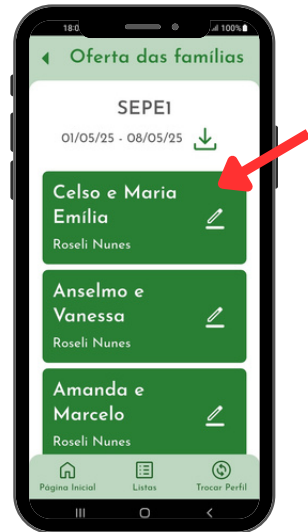 18:0 100%
Oferta das famílias
SEPE1
01/05/25 - 08/05/25
Celso e Maria
Emília
Roseli Nunes
Anselmo e
Vanessa
Roseli Nunes
Amanda e
Marcelo
Roseli Nunes
Página Inicial Listas Trocar Perfil